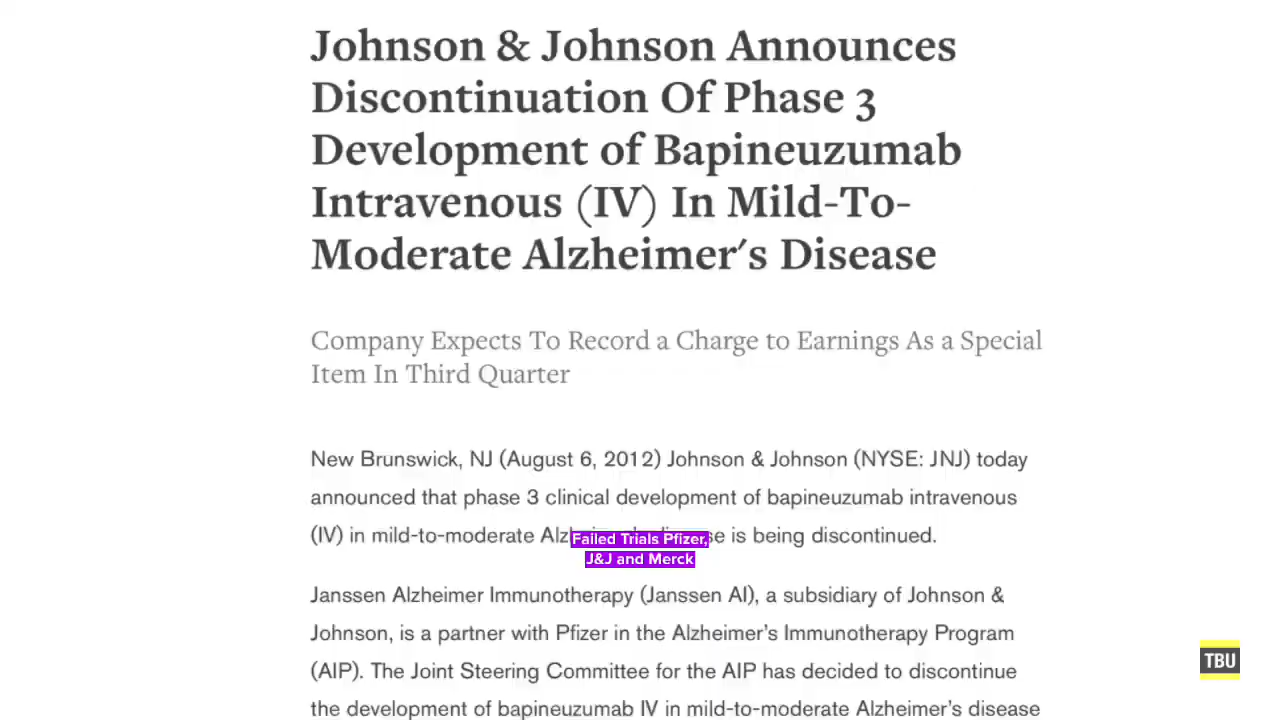 Johnson & Johnson Announces
Discontinuation Of Phase 3
Development of Bapineuzumab
Intravenous (IV) In Mild-To-
Moderate Alzheimer's Disease
Company Expects To Record a Charge to Earnings As a Special
Item In Third Quarter
New Brunswick, NJ (August 6, 2012) Johnson & Johnson (NYSE: JNJ) today
announced that phase 3 clinical development of bapineuzumab intravenous
(IV) in mild-to-moderate is being discontinued.
Failed Trials Pfizer,
J&J and Merck
Janssen Alzheimer Immunotherapy (Janssen AI), a subsidiary of Johnson &
Johnson, is a partner with Pfizer in the Alzheimer's Immunotherapy Program
(AIP). The Joint Steering Committee for the AIP has decided to discontinue
the development of bapineuzumab IV in mild-to-moderate Alzheimer's disease
TBU